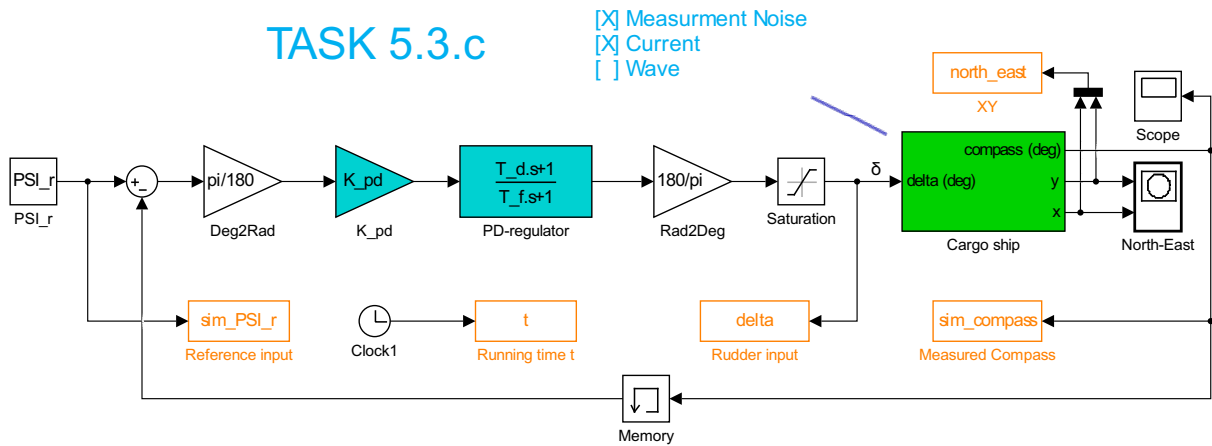 TASK 5.3.c
[X] Measurment Noise
[X] Current
[ ] Wave
north_east
XY
Scope
PSI_r
PSI_r
+
−
pi/180
Deg2Rad
K_pd
K_pd
T_d.s+1
T_f.s+1
PD-regulator
180/pi
Rad2Deg
Saturation
δ
delta (deg)
compass (deg)
y
x
Cargo ship
North-East
sim_PSI_r
Reference input
Clock1
t
Running time t
delta
Rudder input
sim_compass
Measured Compass
Memory